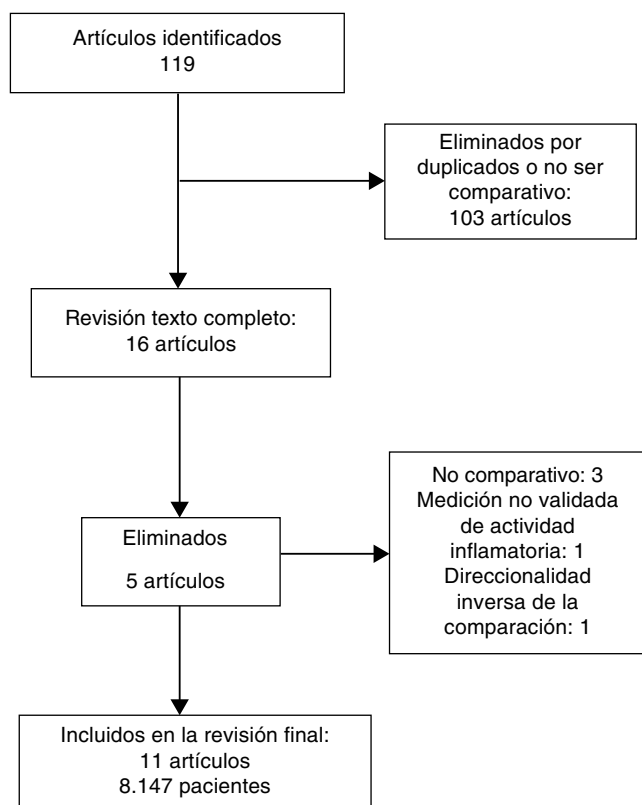 Artículos identificados
119
Eliminados por
duplicados o no ser
comparativo:
103 artículos
Revisión texto completo:
16 artículos
No comparativo: 3
Medición no validada
de actividad
inflamatoria: 1
Direccionalidad
inversa de la
comparación: 1
Eliminados
5 artículos
Incluidos en la revisión final:
11 artículos
8.147 pacientes